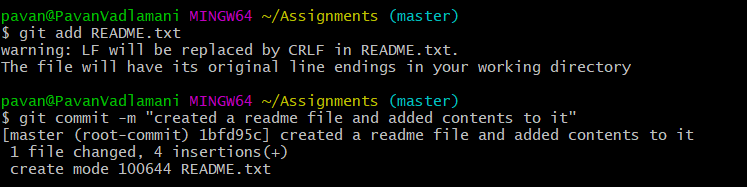 pavan@PavanVadlamani MINGW64 ~/Assignments (master)
$ git add README.txt
warning: LF will be replaced by CRLF in README.txt.
The file will have its original line endings in your working directory
pavan@PavanVadlamani MINGW64 ~/Assignments (master)
$ git commit -m "created a readme file and added contents to it"
[master (root-commit) 1bfd95c] created a readme file and added contents to it
 1 file changed, 4 insertions(+)
 create mode 100644 README.txt